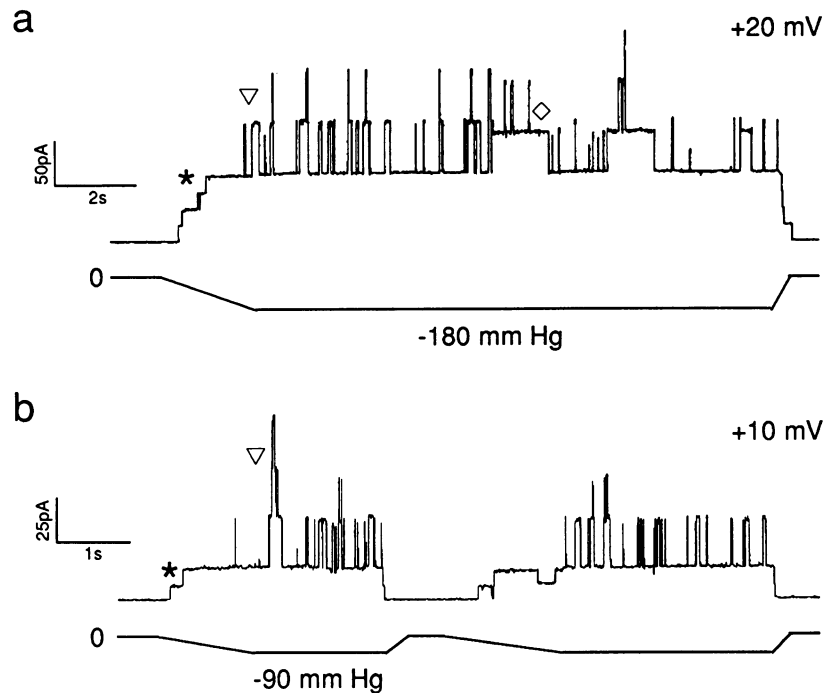 a
+20 mV
▽
◇
50pA
*
2s
0
-180 mm Hg
b
+10 mV
▽
25pA
*
1s
0
-90 mm Hg